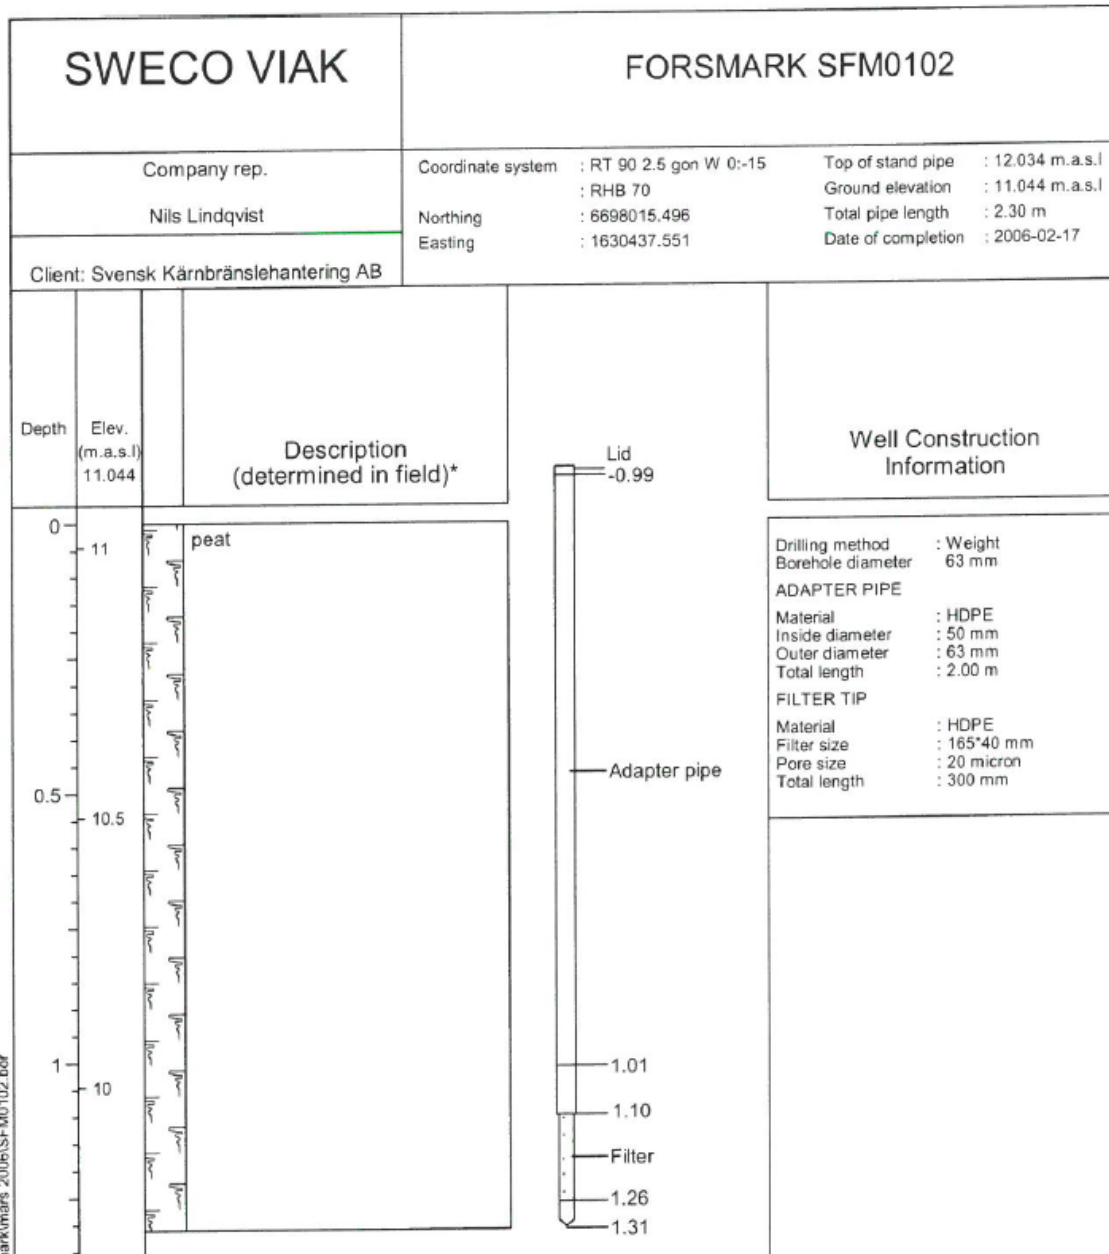 SWECO VIAK
FORSMARK SFM0102
Company rep.
Nils Lindqvist
Client: Svensk Kärnbränslehantering AB
Coordinate system : RT 90 2.5 gon W 0:-15
: RHB 70
Northing : 6698015.496
Easting : 1630437.551
Top of stand pipe : 12.034 m.a.s.l
Ground elevation : 11.044 m.a.s.l
Total pipe length : 2.30 m
Date of completion : 2006-02-17
Depth
Elev.
(m.a.s.l)
11.044
Description
(determined in field)*
Lid
-0.99
Well Construction
Information
0
11
peat
0.5
10.5
1
10
Adapter pipe
1.01
1.10
Filter
1.26
1.31
Drilling method : Weight
Borehole diameter 63 mm
ADAPTER PIPE
Material : HDPE
Inside diameter : 50 mm
Outer diameter : 63 mm
Total length : 2.00 m
FILTER TIP
Material : HDPE
Filter size : 165*40 mm
Pore size : 20 micron
Total length : 300 mm
mars 2006\SFM0102.bor